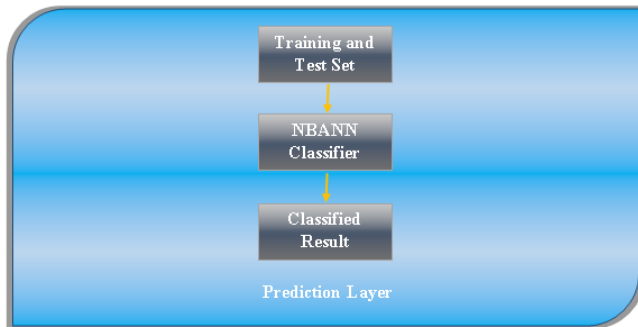 Training and
Test Set
NBANN
Classifier
Classified
Result
Prediction Layer